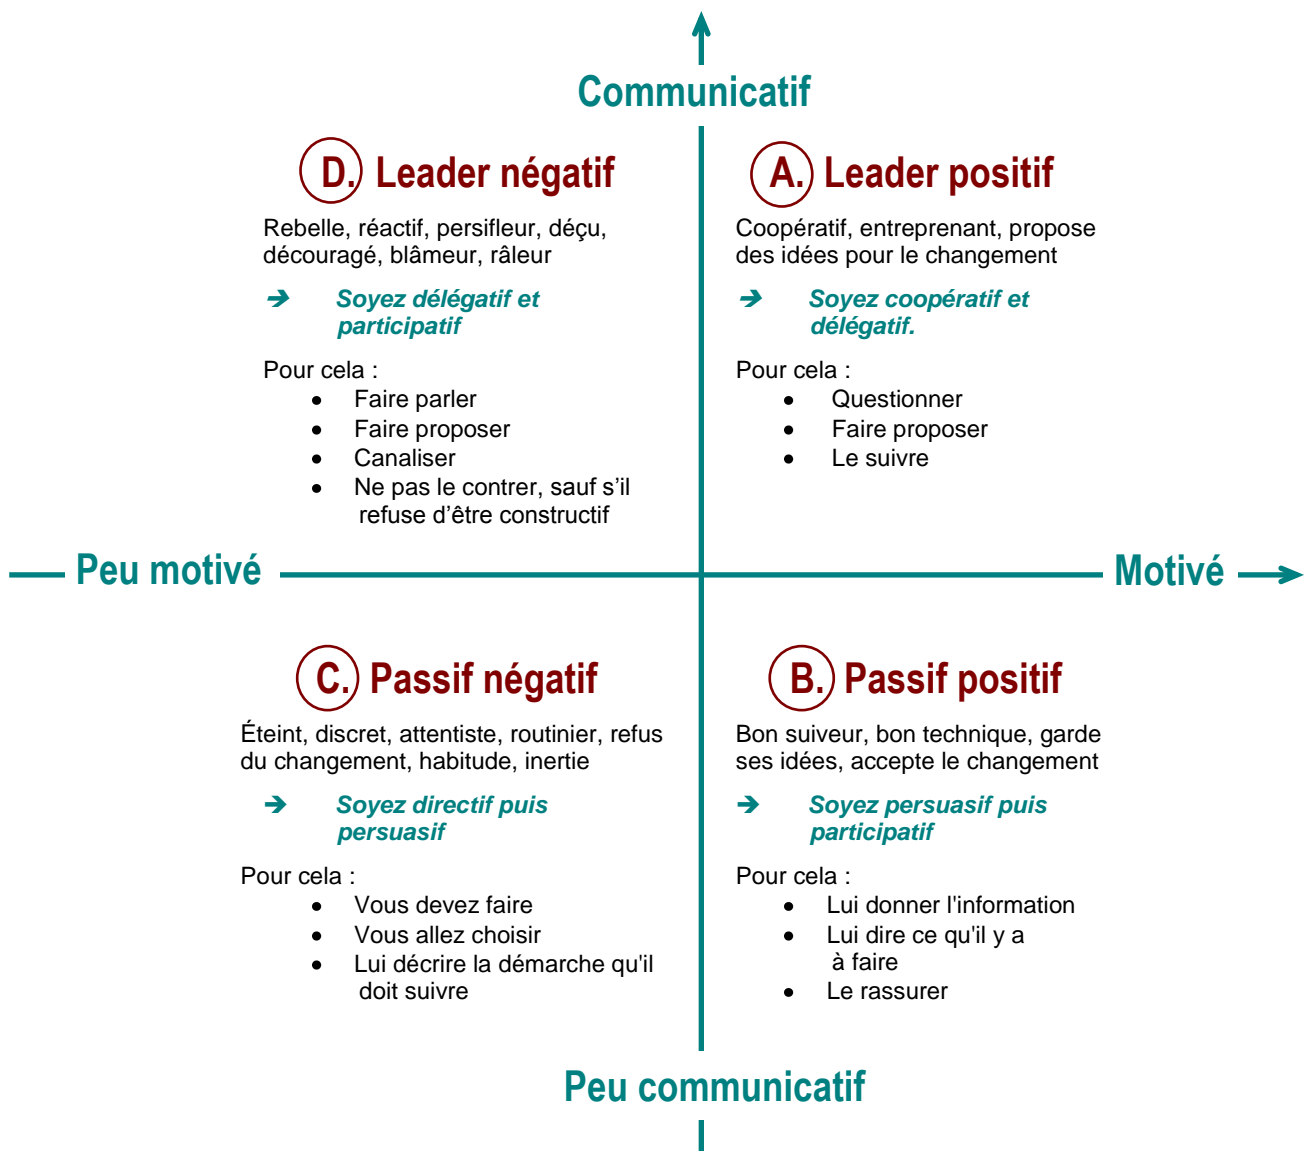 Communicatif
D. Leader négatif
Rebelle, réactif, persifleur, déçu,
découragé, blâmeur, râleur
➔ Soyez délégatif et
participatif
Pour cela :
• Faire parler
• Faire proposer
• Canaliser
• Ne pas le contrer, sauf s’il
refuse d’être constructif
A. Leader positif
Coopératif, entreprenant, propose
des idées pour le changement
➔ Soyez coopératif et
délégatif.
Pour cela :
• Questionner
• Faire proposer
• Le suivre
Peu motivé
Motivé
C. Passif négatif
Éteint, discret, attentiste, routinier, refus
du changement, habitude, inertie
➔ Soyez directif puis
persuasif
Pour cela :
• Vous devez faire
• Vous allez choisir
• Lui décrire la démarche qu'il
doit suivre
B. Passif positif
Bon suiveur, bon technique, garde
ses idées, accepte le changement
➔ Soyez persuasif puis
participatif
Pour cela :
• Lui donner l'information
• Lui dire ce qu'il y a
à faire
• Le rassurer
Peu communicatif